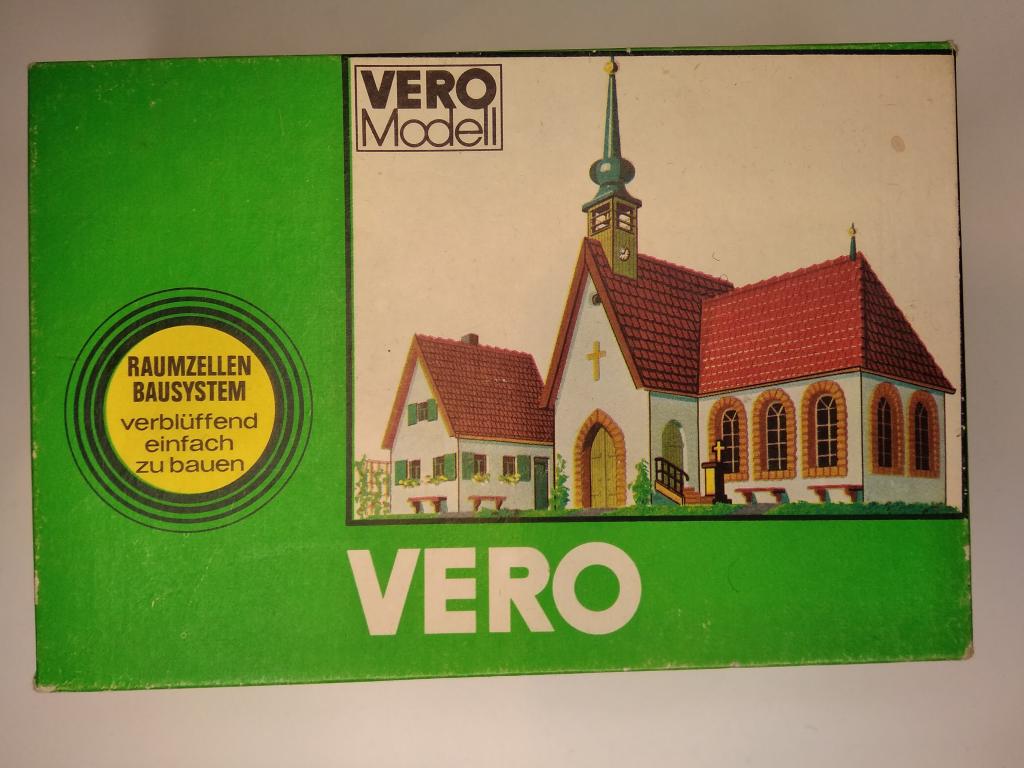 VERO
Modell
RAUMZELLEN
BAUSYSTEM
verblüffend
einfach
zu bauen
VERO